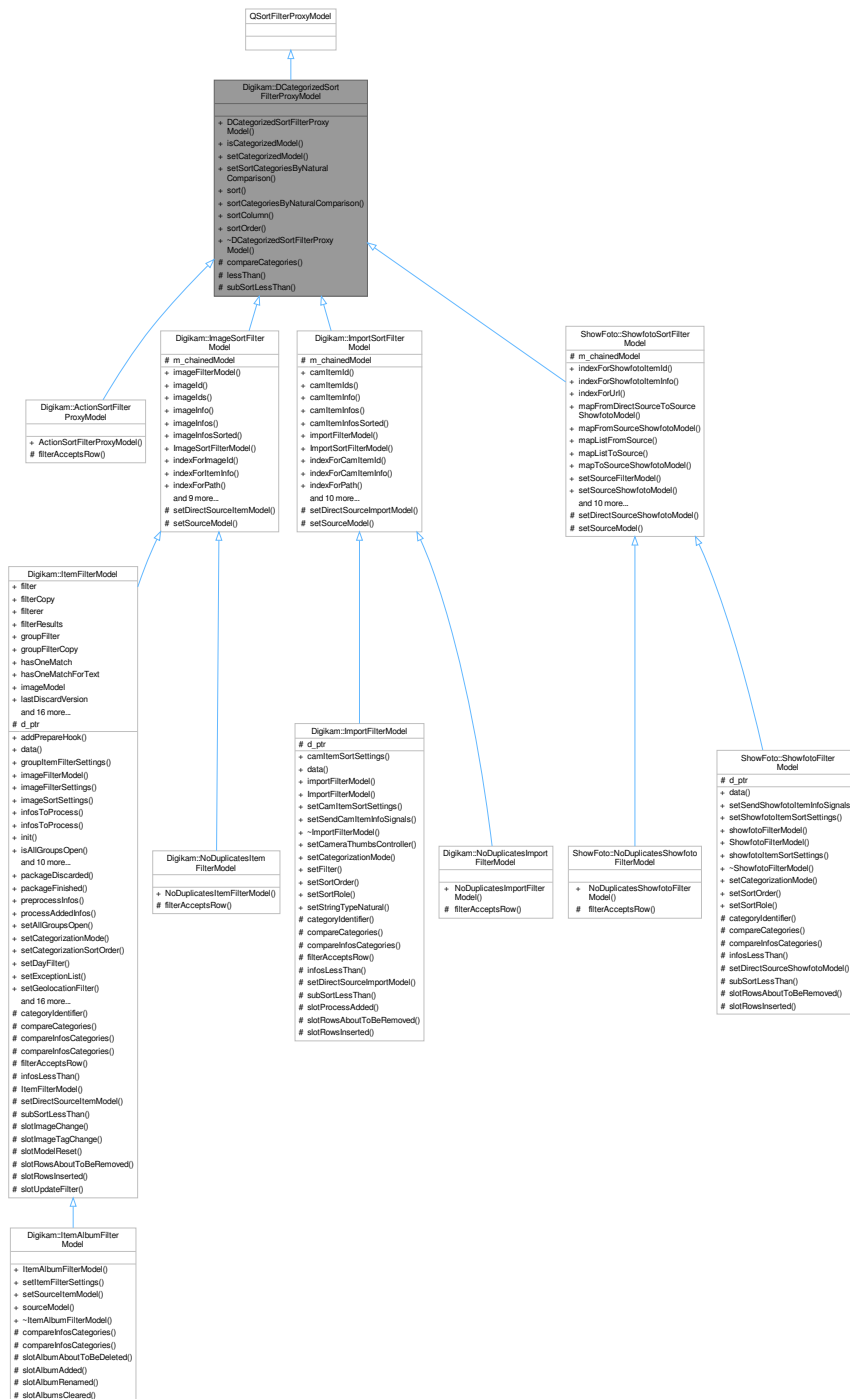 QSortFilterProxyModel
Digikam::DCategorizedSort
FilterProxyModel
+ DCategorizedSortFilterProxy
Model()
+ isCategorizedModel()
+ setCategorizedModel()
+ setSortCategoriesByNatural
Comparison()
+ sort()
+ sortCategoriesByNaturalComparison()
+ sortColumn()
+ sortOrder()
+ ~DCategorizedSortFilterProxy
Model()
# compareCategories()
# lessThan()
# subSortLessThan()
Digikam::ActionSortFilter
ProxyModel
+ ActionSortFilterProxyModel()
# filterAcceptsRow()
Digikam::ImageSortFilter
Model
# m_chainedModel
+ imageFilterModel()
+ imageId()
+ imageIds()
+ imageInfo()
+ imageInfos()
+ imageInfosSorted()
+ ImageSortFilterModel()
+ indexForImageId()
+ indexForItemInfo()
+ indexForPath()
and 9 more...
# setDirectSourceItemModel()
# setSourceModel()
Digikam::ImportSortFilter
Model
# m_chainedModel
+ camItemId()
+ camItemIds()
+ camItemInfo()
+ camItemInfos()
+ camItemInfosSorted()
+ importFilterModel()
+ ImportSortFilterModel()
+ indexForCamItemId()
+ indexForCamItemInfo()
+ indexForPath()
and 10 more...
# setDirectSourceImportModel()
# setSourceModel()
ShowFoto::ShowfotoSortFilter
Model
# m_chainedModel
+ indexForShowfotoItemId()
+ indexForShowfotoItemInfo()
+ indexForUrl()
+ mapFromDirectSourceToSource
ShowfotoModel()
+ mapFromSourceShowfotoModel()
+ mapListFromSource()
+ mapListToSource()
+ mapToSourceShowfotoModel()
+ setSourceFilterModel()
+ setSourceShowfotoModel()
and 10 more...
# setDirectSourceShowfotoModel()
# setSourceModel()
Digikam::ItemFilterModel
+ filter
+ filterCopy
+ filterer
+ filterResults
+ groupFilter
+ groupFilterCopy
+ hasOneMatch
+ hasOneMatchForText
+ imageModel
+ lastDiscardVersion
and 16 more...
# d_ptr
+ addPrepareHook()
+ data()
+ groupItemFilterSettings()
+ imageFilterModel()
+ imageFilterSettings()
+ imageSortSettings()
+ infosToProcess()
+ infosToProcess()
+ init()
+ isAllGroupsOpen()
and 10 more...
+ packageDiscarded()
+ packageFinished()
+ preprocessInfos()
+ processAddedInfos()
+ setAllGroupsOpen()
+ setCategorizationMode()
+ setCategorizationSortOrder()
+ setDayFilter()
+ setExceptionList()
+ setGeolocationFilter()
and 16 more...
# categoryIdentifier()
# compareCategories()
# compareInfosCategories()
# compareInfosCategories()
# filterAcceptsRow()
# infosLessThan()
# ItemFilterModel()
# setDirectSourceItemModel()
# subSortLessThan()
# slotImageChange()
# slotImageTagChange()
# slotModelReset()
# slotRowsAboutToBeRemoved()
# slotRowsInserted()
# slotUpdateFilter()
Digikam::NoDuplicatesItem
FilterModel
+ NoDuplicatesItemFilterModel()
# filterAcceptsRow()
Digikam::ImportFilterModel
# d_ptr
+ camItemSortSettings()
+ data()
+ importFilterModel()
+ ImportFilterModel()
+ setCamItemSortSettings()
+ setSendCamItemInfoSignals()
+ ~ImportFilterModel()
+ setCameraThumbsController()
+ setCategorizationMode()
+ setFilter()
+ setSortOrder()
+ setSortRole()
+ setStringTypeNatural()
# categoryIdentifier()
# compareCategories()
# compareInfosCategories()
# filterAcceptsRow()
# infosLessThan()
# setDirectSourceImportModel()
# subSortLessThan()
# slotProcessAdded()
# slotRowsAboutToBeRemoved()
# slotRowsInserted()
Digikam::NoDuplicatesImport
FilterModel
+ NoDuplicatesImportFilter
Model()
# filterAcceptsRow()
ShowFoto::NoDuplicatesShowfoto
FilterModel
+ NoDuplicatesShowfotoFilter
Model()
# filterAcceptsRow()
ShowFoto::ShowfotoFilter
Model
# d_ptr
+ data()
+ setSendShowfotoItemInfoSignals
+ setShowfotoItemSortSettings()
+ showfotoFilterModel()
+ ShowfotoFilterModel()
+ showfotoItemSortSettings()
+ ~ShowfotoFilterModel()
+ setCategorizationMode()
+ setSortOrder()
+ setSortRole()
# categoryIdentifier()
# compareCategories()
# compareInfosCategories()
# infosLessThan()
# setDirectSourceShowfotoModel()
# subSortLessThan()
# slotRowsAboutToBeRemoved()
# slotRowsInserted()
Digikam::ItemAlbumFilter
Model
+ ItemAlbumFilterModel()
+ setItemFilterSettings()
+ setSourceItemModel()
+ sourceModel()
+ ~ItemAlbumFilterModel()
# compareInfosCategories()
# compareInfosCategories()
# slotAlbumAboutToBeDeleted()
# slotAlbumAdded()
# slotAlbumRenamed()
# slotAlbumsCleared()